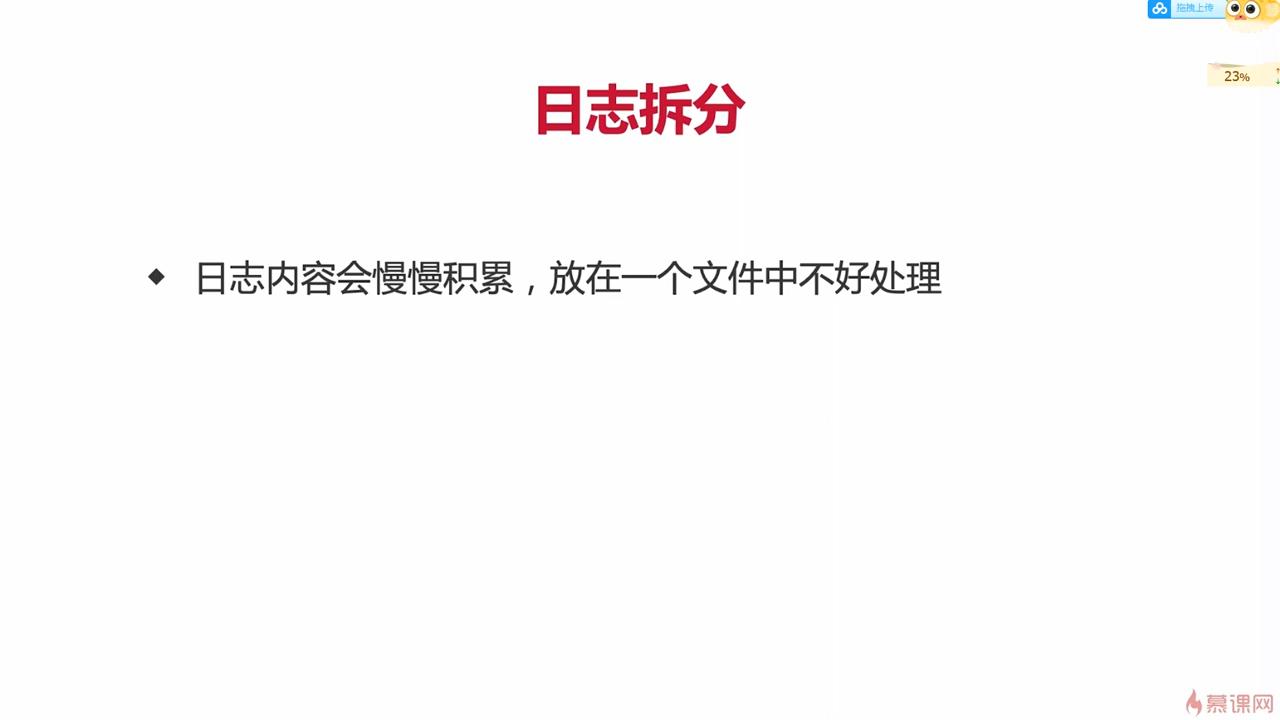 拖拽上传
23%
日志拆分
◆ 日志内容会慢慢积累，放在一个文件中不好处理
慕课网